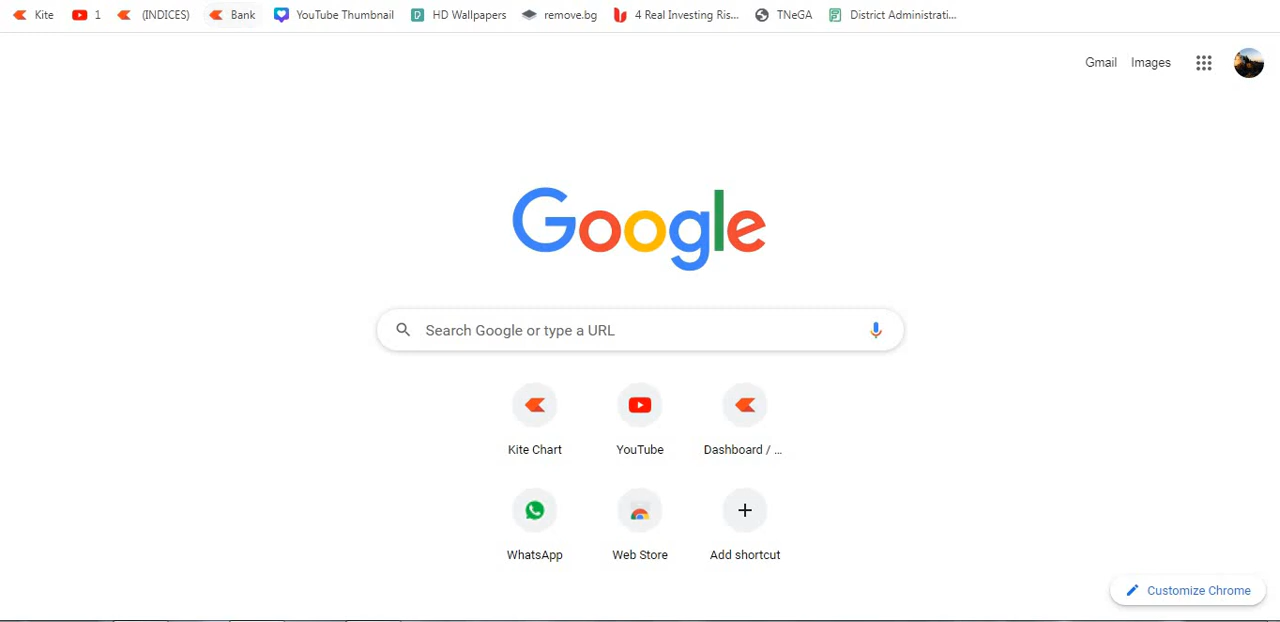 Kite 1 (INDICES) Bank YouTube Thumbnail HD Wallpapers remove.bg 4 Real Investing Ris... TNeGA District Administrati...
Gmail Images
Google
Search Google or type a URL
Kite Chart YouTube Dashboard / ...
WhatsApp Web Store Add shortcut
Customize Chrome